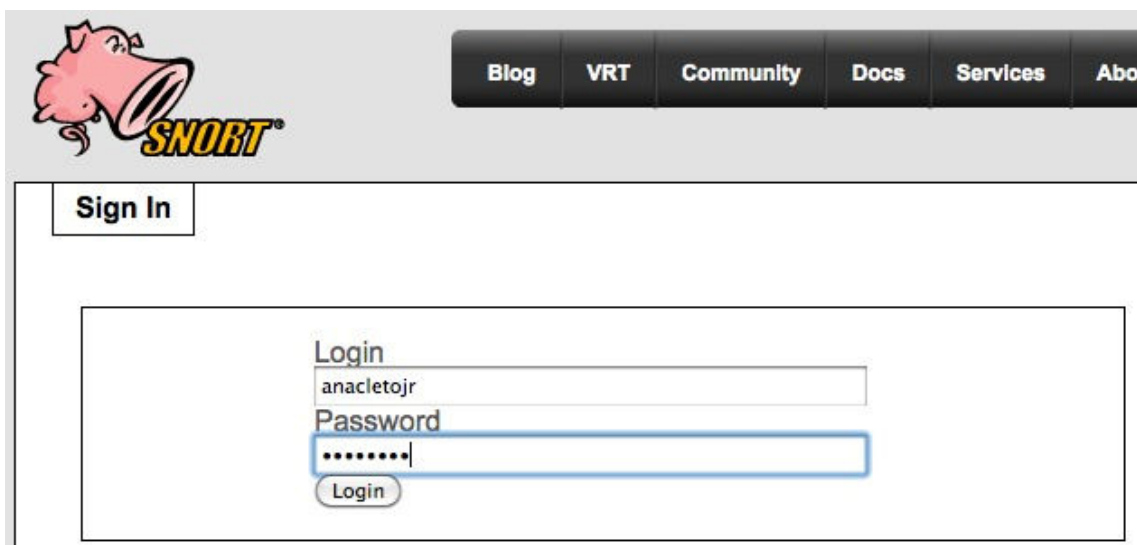 SNORT®
Blog VRT Community Docs Services Abo
Sign In
Login
anacletojr
Password
••••••••
Login